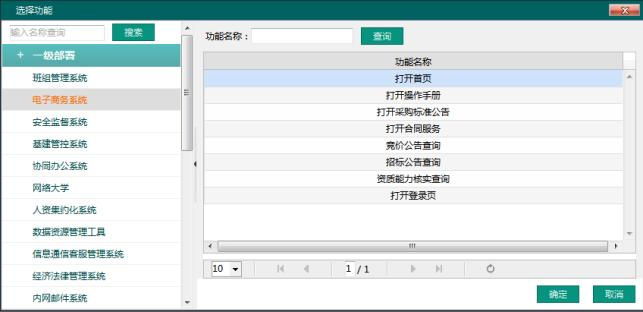 选择功能
输入名称查询
搜索
+ 一级部署
班组管理系统
电子商务系统
安全监督系统
基建管控系统
协同办公系统
网络大学
人资集约化系统
数据资源管理工具
信息通信客服管理系统
经济法律管理系统
内网邮件系统
功能名称：
查询
功能名称
打开首页
打开操作手册
打开采购标准公告
打开合同服务
竞价公告查询
招标公告查询
资质能力核实查询
打开登录页
10 1 / 1
确定 取消